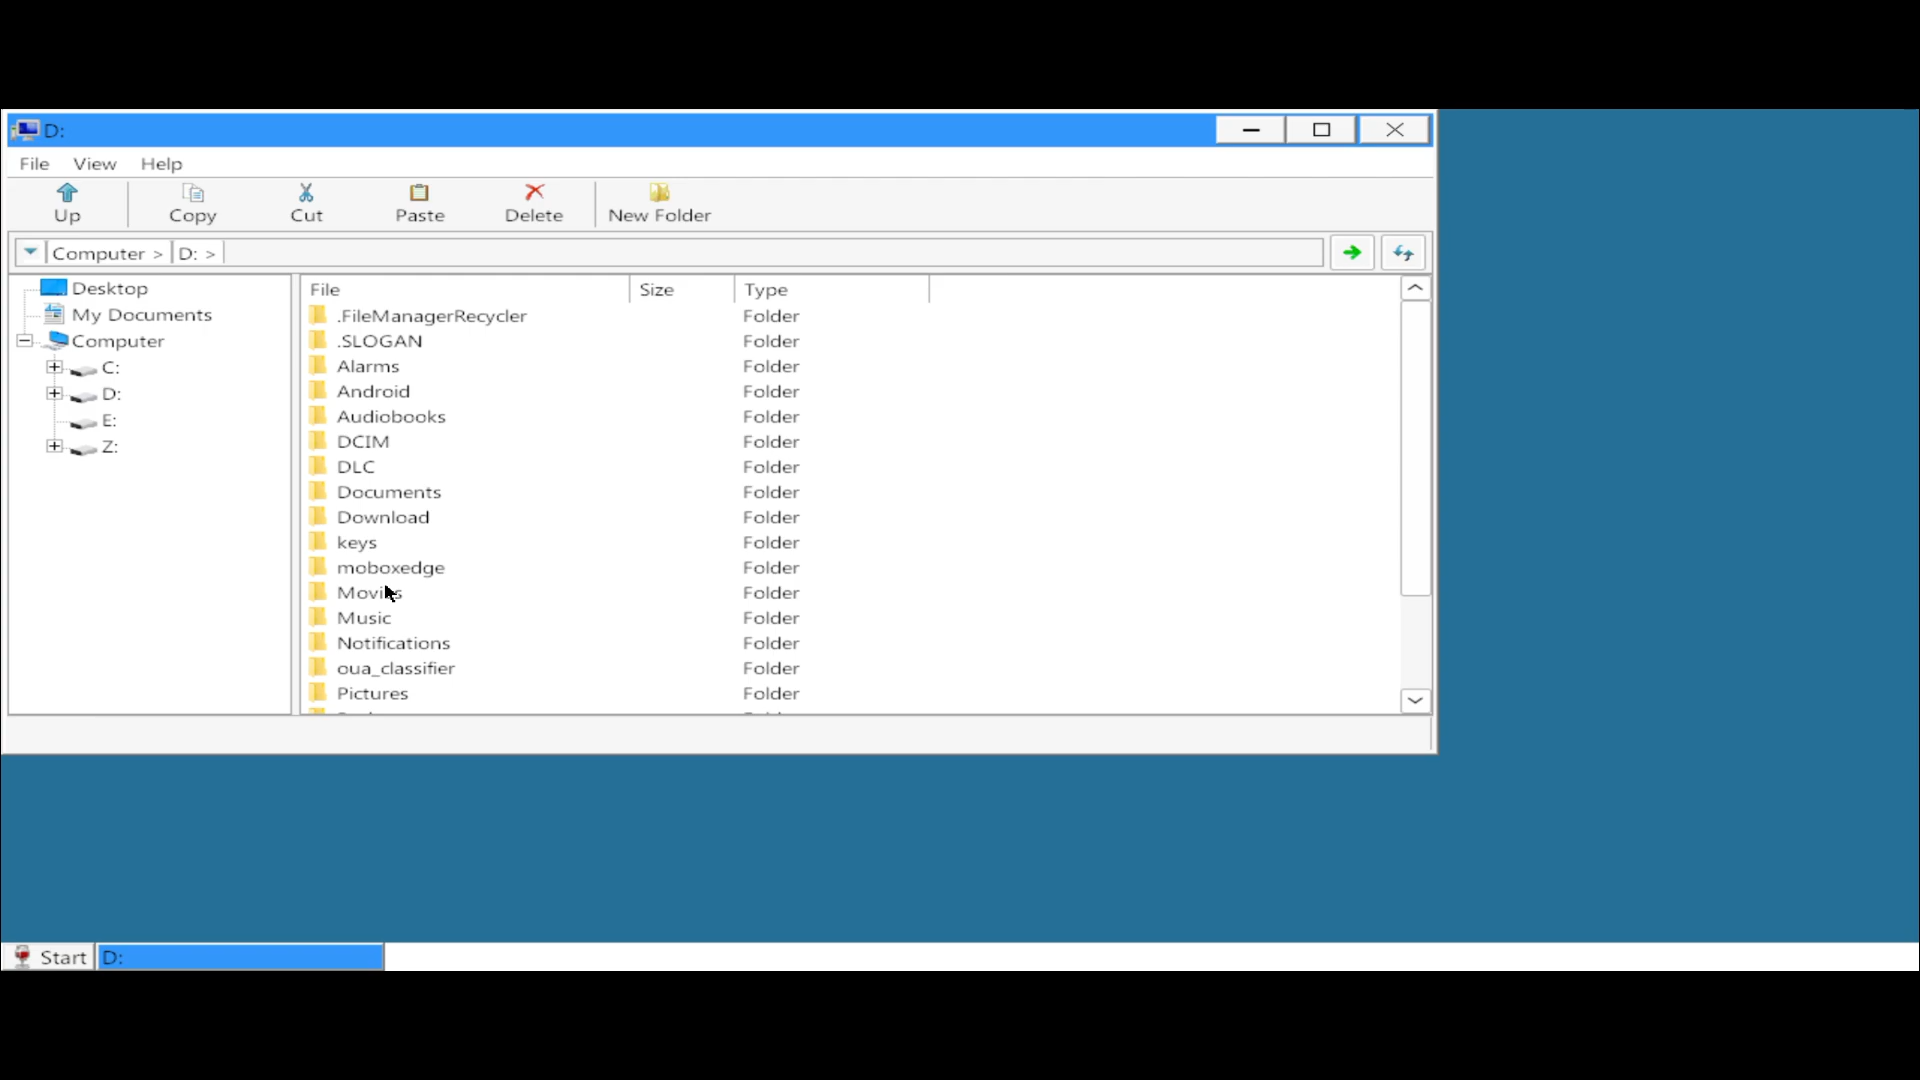 D:
File View Help
Up Copy Cut Paste Delete New Folder
Computer > D: >
Desktop
My Documents
Computer
C:
D:
E:
Z:
File Size Type
.FileManagerRecycler Folder
.SLOGAN Folder
Alarms Folder
Android Folder
Audiobooks Folder
DCIM Folder
DLC Folder
Documents Folder
Download Folder
keys Folder
moboxedge Folder
Movies Folder
Music Folder
Notifications Folder
oua_classifier Folder
Pictures Folder
Start D: